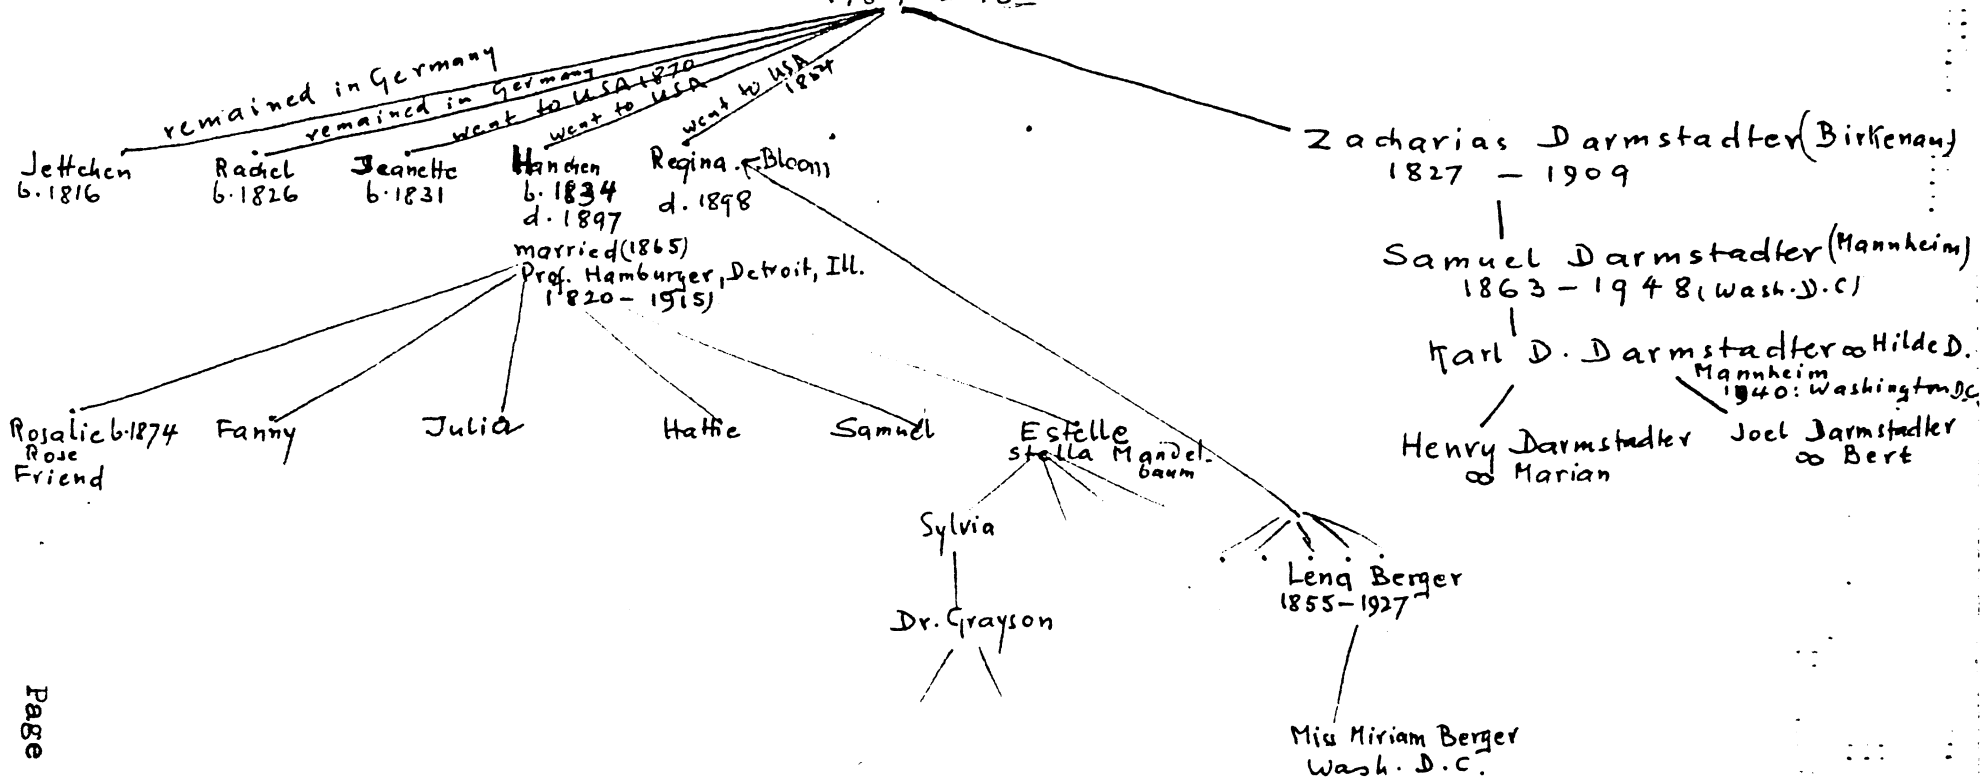 remained in Germany
remained in Germany
went to USA 1870
went to USA
went to USA
Jettchen
b. 1816
Rachel
b. 1826
Jeanette
b. 1831
Hanchen
b. 1834
d. 1897
married (1865)
Prof. Hamburger, Detroit, Ill.
1820 - 1915)
Regina
Bloom
d. 1898
Zacharias Darmstadter (Birkenau)
1827 - 1909
Samuel Darmstadter (Mannheim)
1863 - 1948 (Wash. D.C)
Karl D. Darmstadter ∞ Hilde D.
Mannheim
1940: Washington D.C.
Henry Darmstadter
∞ Marian
Joel Darmstadter
∞ Bert
Rosalie b. 1874
Rose
Friend
Fanny
Julia
Hattie
Samuel
Estelle
Stella Mandel-
baum
Sylvia
Dr. Grayson
Lena Berger
1855 - 1927
Miss Miriam Berger
Wash. D.C.
Page